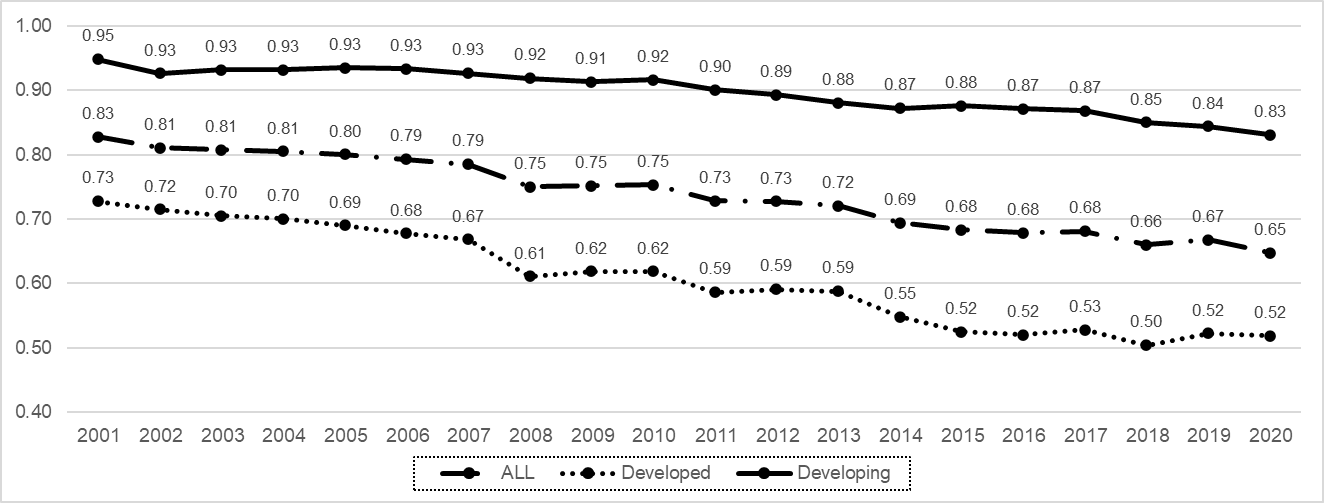 1.00
0.95 0.93 0.93 0.93 0.93 0.93 0.93 0.92 0.91 0.92 0.90 0.89 0.88 0.87 0.88 0.87 0.87 0.85 0.84 0.83
0.90
0.83 0.81 0.81 0.81 0.80 0.79 0.79 0.75 0.75 0.75 0.73 0.73 0.72 0.69 0.68 0.68 0.68 0.66 0.67 0.65
0.80
0.73 0.72 0.70 0.70 0.69 0.68 0.67 0.61 0.62 0.62 0.59 0.59 0.59 0.55 0.52 0.52 0.53 0.50 0.52 0.52
0.70
0.60
0.50
0.40
2001 2002 2003 2004 2005 2006 2007 2008 2009 2010 2011 2012 2013 2014 2015 2016 2017 2018 2019 2020
ALL Developed Developing